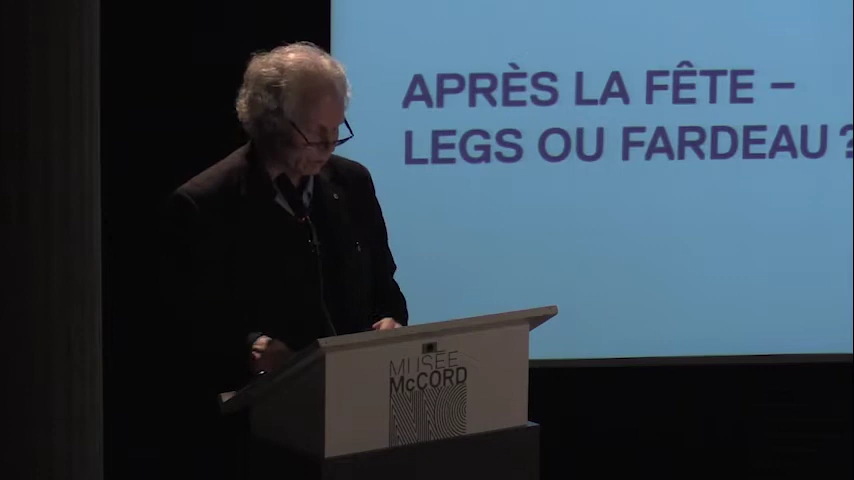 APRÈS LA FÊTE –
LEGS OU FARDEAU ?
MUSÉE
McCORD